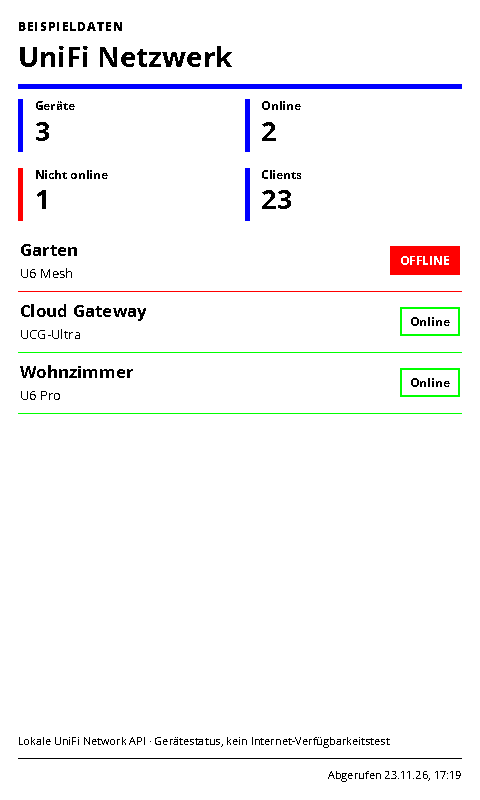 BEISPIELDATEN
UniFi Netzwerk
Geräte
3
Online
2
Nicht online
1
Clients
23
Garten
U6 Mesh
OFFLINE
Cloud Gateway
UCG-Ultra
Online
Wohnzimmer
U6 Pro
Online
Lokale UniFi Network API · Gerätestatus, kein Internet-Verfügbarkeitstest
Abgerufen 23.11.26, 17:19